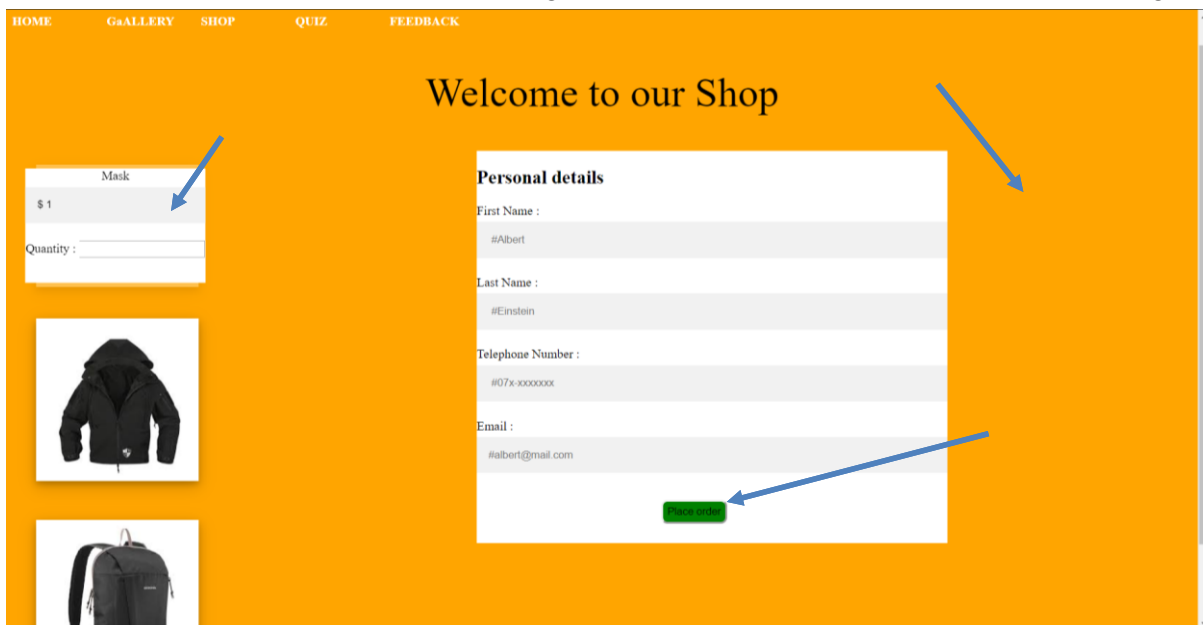 HOME GaALLERY SHOP QUIZ FEEDBACK
Welcome to our Shop
Mask
$ 1
Quantity :
Personal details
First Name :
#Albert
Last Name :
#Einstein
Telephone Number :
#07x-xxxxxxx
Email :
#albert@mail.com
Place order